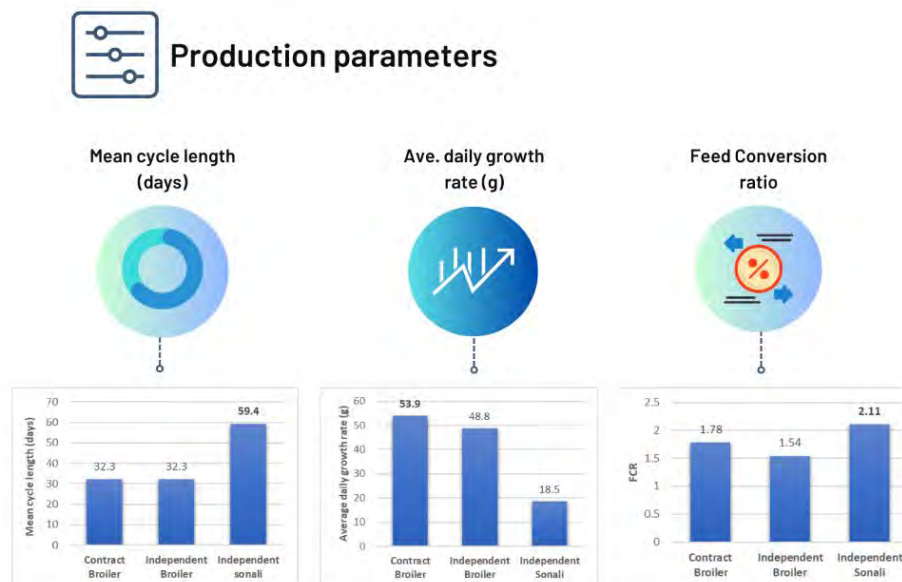 Production parameters
Mean cycle length
(days)
Ave. daily growth
rate (g)
Feed Conversion
ratio
Mean cycle length (days)
70
60
50
40
30
20
10
0
32.3
32.3
59.4
Contract
Broiler
Independent
Broiler
Independent
sonali
Average daily growth rate (g)
60
50
40
30
20
10
0
53.9
48.8
18.5
Contract
Broiler
Independent
Broiler
Independent
Sonali
FCR
2.5
2
1.5
1
0.5
0
1.78
1.54
2.11
Contract
Broiler
Independent
Broiler
Independent
Sonali